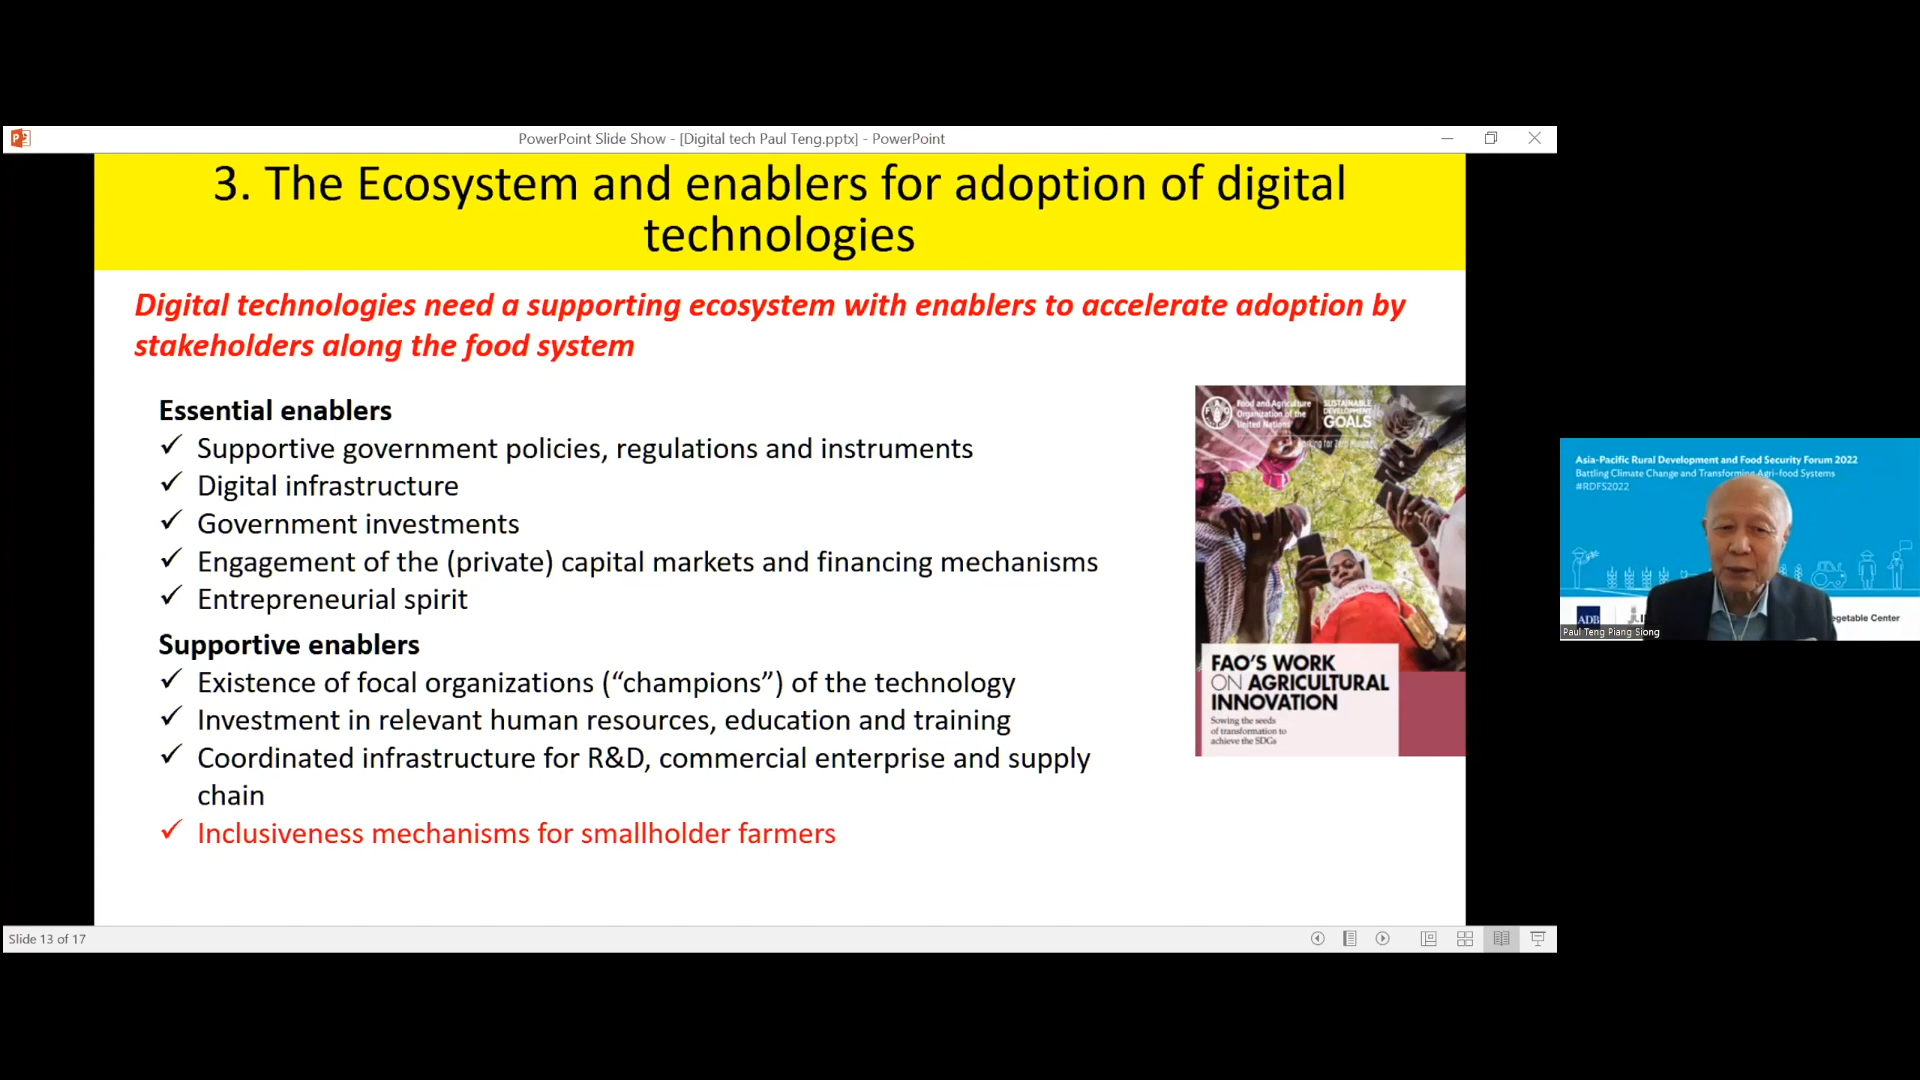 PowerPoint Slide Show - [Digital tech Paul Teng.pptx] - PowerPoint
3. The Ecosystem and enablers for adoption of digital
technologies
Digital technologies need a supporting ecosystem with enablers to accelerate adoption by
stakeholders along the food system
Essential enablers
✓ Supportive government policies, regulations and instruments
✓ Digital infrastructure
✓ Government investments
✓ Engagement of the (private) capital markets and financing mechanisms
✓ Entrepreneurial spirit
Supportive enablers
✓ Existence of focal organizations (“champions”) of the technology
✓ Investment in relevant human resources, education and training
✓ Coordinated infrastructure for R&D, commercial enterprise and supply
chain
✓ Inclusiveness mechanisms for smallholder farmers
Food and Agriculture
Organization of the
United Nations
SUSTAINABLE
DEVELOPMENT
GOALS
FAO'S WORK
ON AGRICULTURAL
INNOVATION
Sowing the seeds
of transformation to
achieve the SDGs
Asia-Pacific Rural Development and Food Security Forum 2022
Battling Climate Change and Transforming Agri-food Systems
#RDFS2022
ADB
egetable Center
Paul Teng Piang Siong
Slide 13 of 17